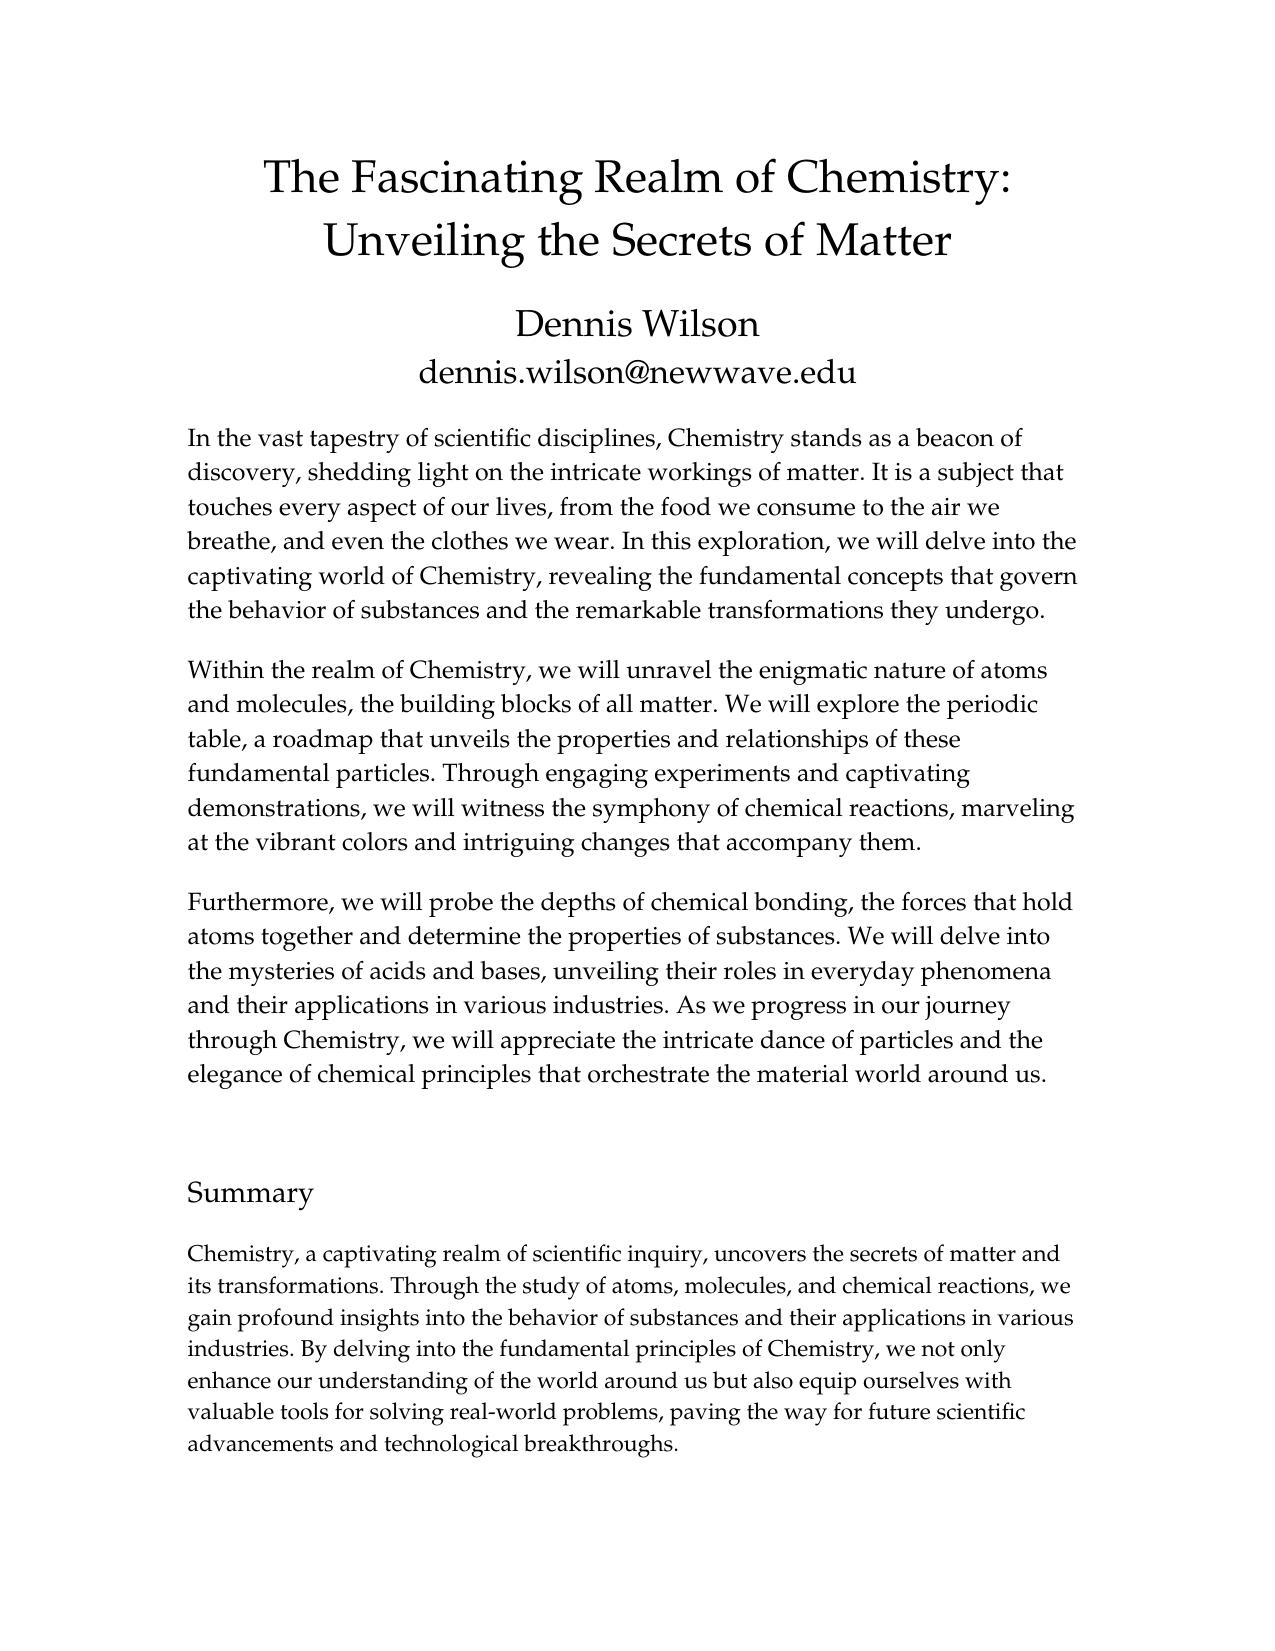 The Fascinating Realm of Chemistry:
Unveiling the Secrets of Matter
Dennis Wilson
dennis.wilson@newwave.edu
In the vast tapestry of scientific disciplines, Chemistry stands as a beacon of
discovery, shedding light on the intricate workings of matter. It is a subject that
touches every aspect of our lives, from the food we consume to the air we
breathe, and even the clothes we wear. In this exploration, we will delve into the
captivating world of Chemistry, revealing the fundamental concepts that govern
the behavior of substances and the remarkable transformations they undergo.
Within the realm of Chemistry, we will unravel the enigmatic nature of atoms
and molecules, the building blocks of all matter. We will explore the periodic
table, a roadmap that unveils the properties and relationships of these
fundamental particles. Through engaging experiments and captivating
demonstrations, we will witness the symphony of chemical reactions, marveling
at the vibrant colors and intriguing changes that accompany them.
Furthermore, we will probe the depths of chemical bonding, the forces that hold
atoms together and determine the properties of substances. We will delve into
the mysteries of acids and bases, unveiling their roles in everyday phenomena
and their applications in various industries. As we progress in our journey
through Chemistry, we will appreciate the intricate dance of particles and the
elegance of chemical principles that orchestrate the material world around us.
Summary
Chemistry, a captivating realm of scientific inquiry, uncovers the secrets of matter and
its transformations. Through the study of atoms, molecules, and chemical reactions, we
gain profound insights into the behavior of substances and their applications in various
industries. By delving into the fundamental principles of Chemistry, we not only
enhance our understanding of the world around us but also equip ourselves with
valuable tools for solving real-world problems, paving the way for future scientific
advancements and technological breakthroughs.